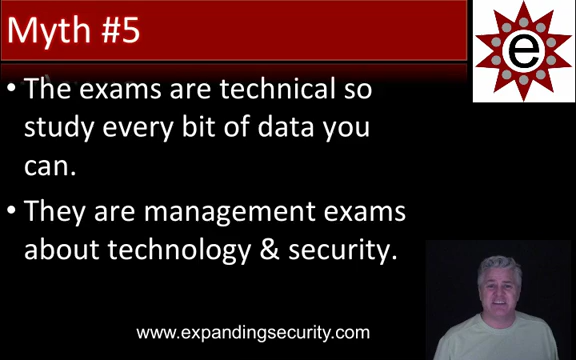 Myth #5
e
• The exams are technical so
study every bit of data you
can.
• They are management exams
about technology & security.
www.expandingsecurity.com